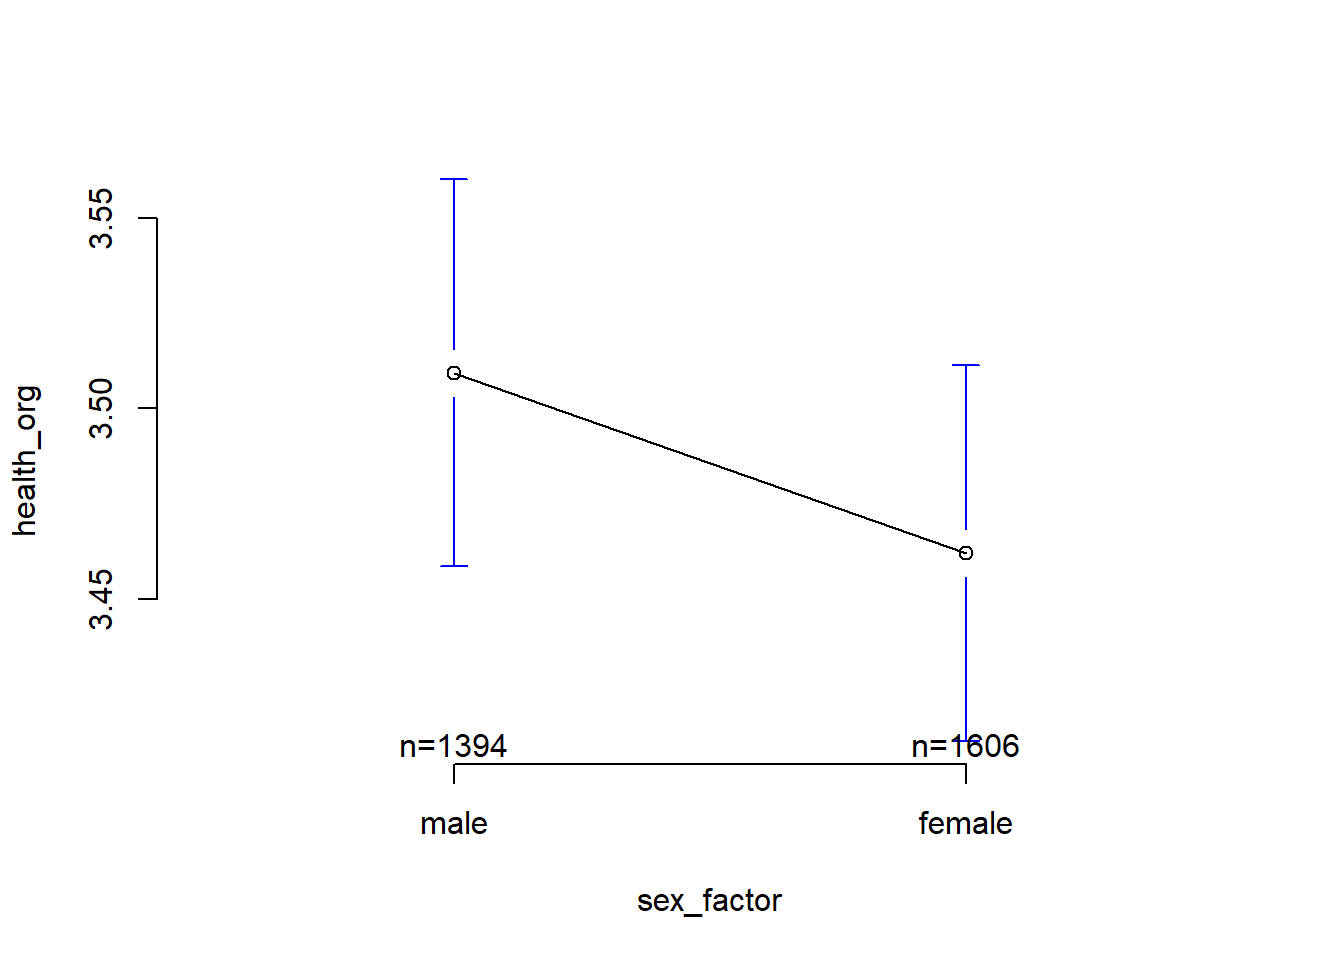 health_org
3.55
3.50
3.45
n=1394
n=1606
male
female
sex_factor